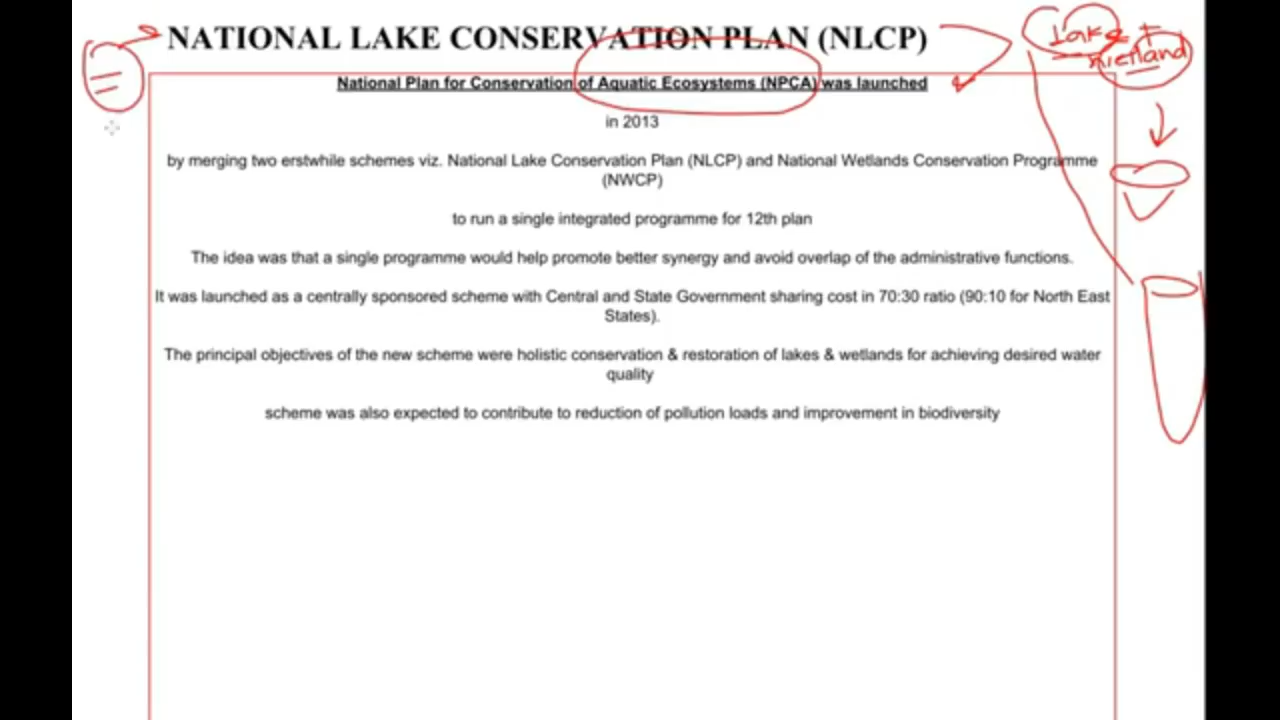 NATIONAL LAKE CONSERVATION PLAN (NLCP)
Lake +
wetland
National Plan for Conservation of Aquatic Ecosystems (NPCA) was launched
in 2013
by merging two erstwhile schemes viz. National Lake Conservation Plan (NLCP) and National Wetlands Conservation Programme
(NWCP)
to run a single integrated programme for 12th plan
The idea was that a single programme would help promote better synergy and avoid overlap of the administrative functions.
It was launched as a centrally sponsored scheme with Central and State Government sharing cost in 70:30 ratio (90:10 for North East
States).
The principal objectives of the new scheme were holistic conservation & restoration of lakes & wetlands for achieving desired water
quality
scheme was also expected to contribute to reduction of pollution loads and improvement in biodiversity